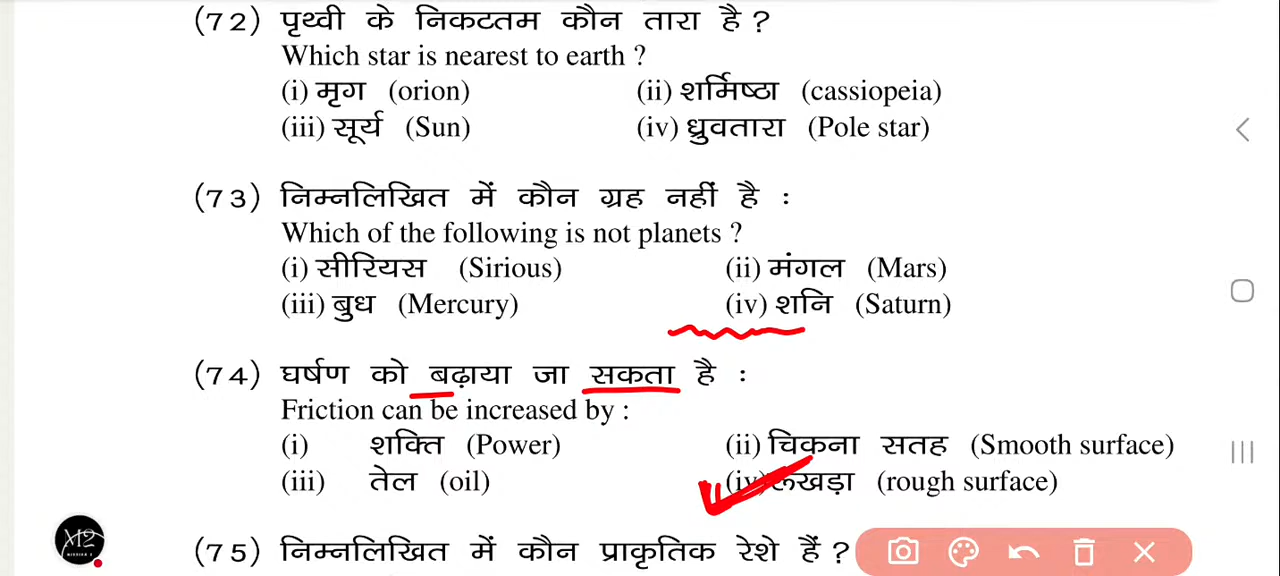 (72) पृथ्वी के निकटतम कौन तारा है ?
Which star is nearest to earth ?
(i) मृग (orion) (ii) शर्मिष्ठा (cassiopeia)
(iii) सूर्य (Sun) (iv) ध्रुवतारा (Pole star)
(73) निम्नलिखित में कौन ग्रह नहीं है :
Which of the following is not planets ?
(i) सीरियस (Sirious) (ii) मंगल (Mars)
(iii) बुध (Mercury) (iv) शनि (Saturn)
(74) घर्षण को बढ़ाया जा सकता है :
Friction can be increased by :
(i) शक्ति (Power) (ii) चिकना सतह (Smooth surface)
(iii) तेल (oil) (iv) (rough surface)
(75) निम्नलिखित में कौन प्राकृतिक रेशे हैं ?